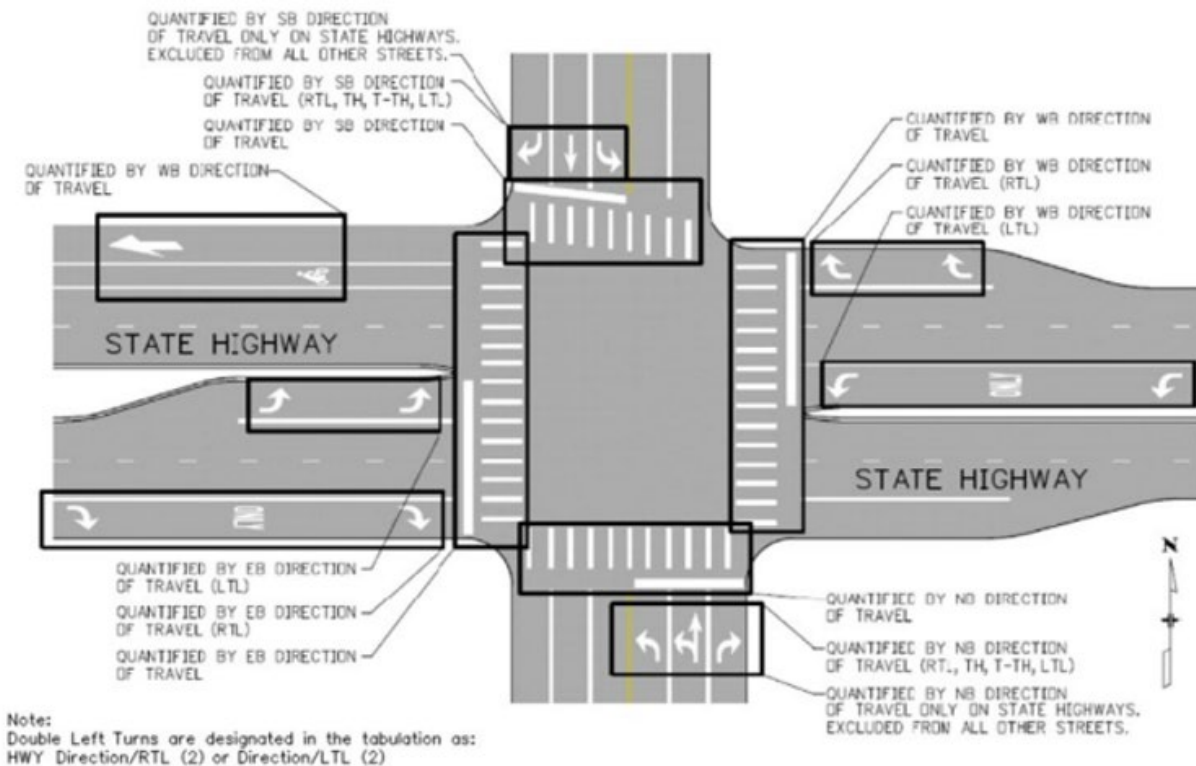 QUANTIFIED BY SB DIRECTION
OF TRAVEL ONLY ON STATE HIGHWAYS.
EXCLUDED FROM ALL OTHER STREETS.
QUANTIFIED BY SB DIRECTION
OF TRAVEL (RTL, TH, T-TH, LTL)
QUANTIFIED BY SB DIRECTION
OF TRAVEL
QUANTIFIED BY WB DIRECTION
OF TRAVEL
QUANTIFIED BY WB DIRECTION
OF TRAVEL
QUANTIFIED BY WB DIRECTION
OF TRAVEL (RTL)
QUANTIFIED BY WB DIRECTION
OF TRAVEL (LTL)
STATE HIGHWAY
ONLY
STATE HIGHWAY
ONLY
QUANTIFIED BY EB DIRECTION
OF TRAVEL (LTL)
QUANTIFIED BY EB DIRECTION
OF TRAVEL (RTL)
QUANTIFIED BY EB DIRECTION
OF TRAVEL
N
QUANTIFIED BY NB DIRECTION
OF TRAVEL
QUANTIFIED BY NB DIRECTION
OF TRAVEL (RTL, TH, T-TH, LTL)
QUANTIFIED BY NB DIRECTION
OF TRAVEL ONLY ON STATE HIGHWAYS.
EXCLUDED FROM ALL OTHER STREETS.
Note:
Double Left Turns are designated in the tabulation as:
HWY Direction/RTL (2) or Direction/LTL (2)